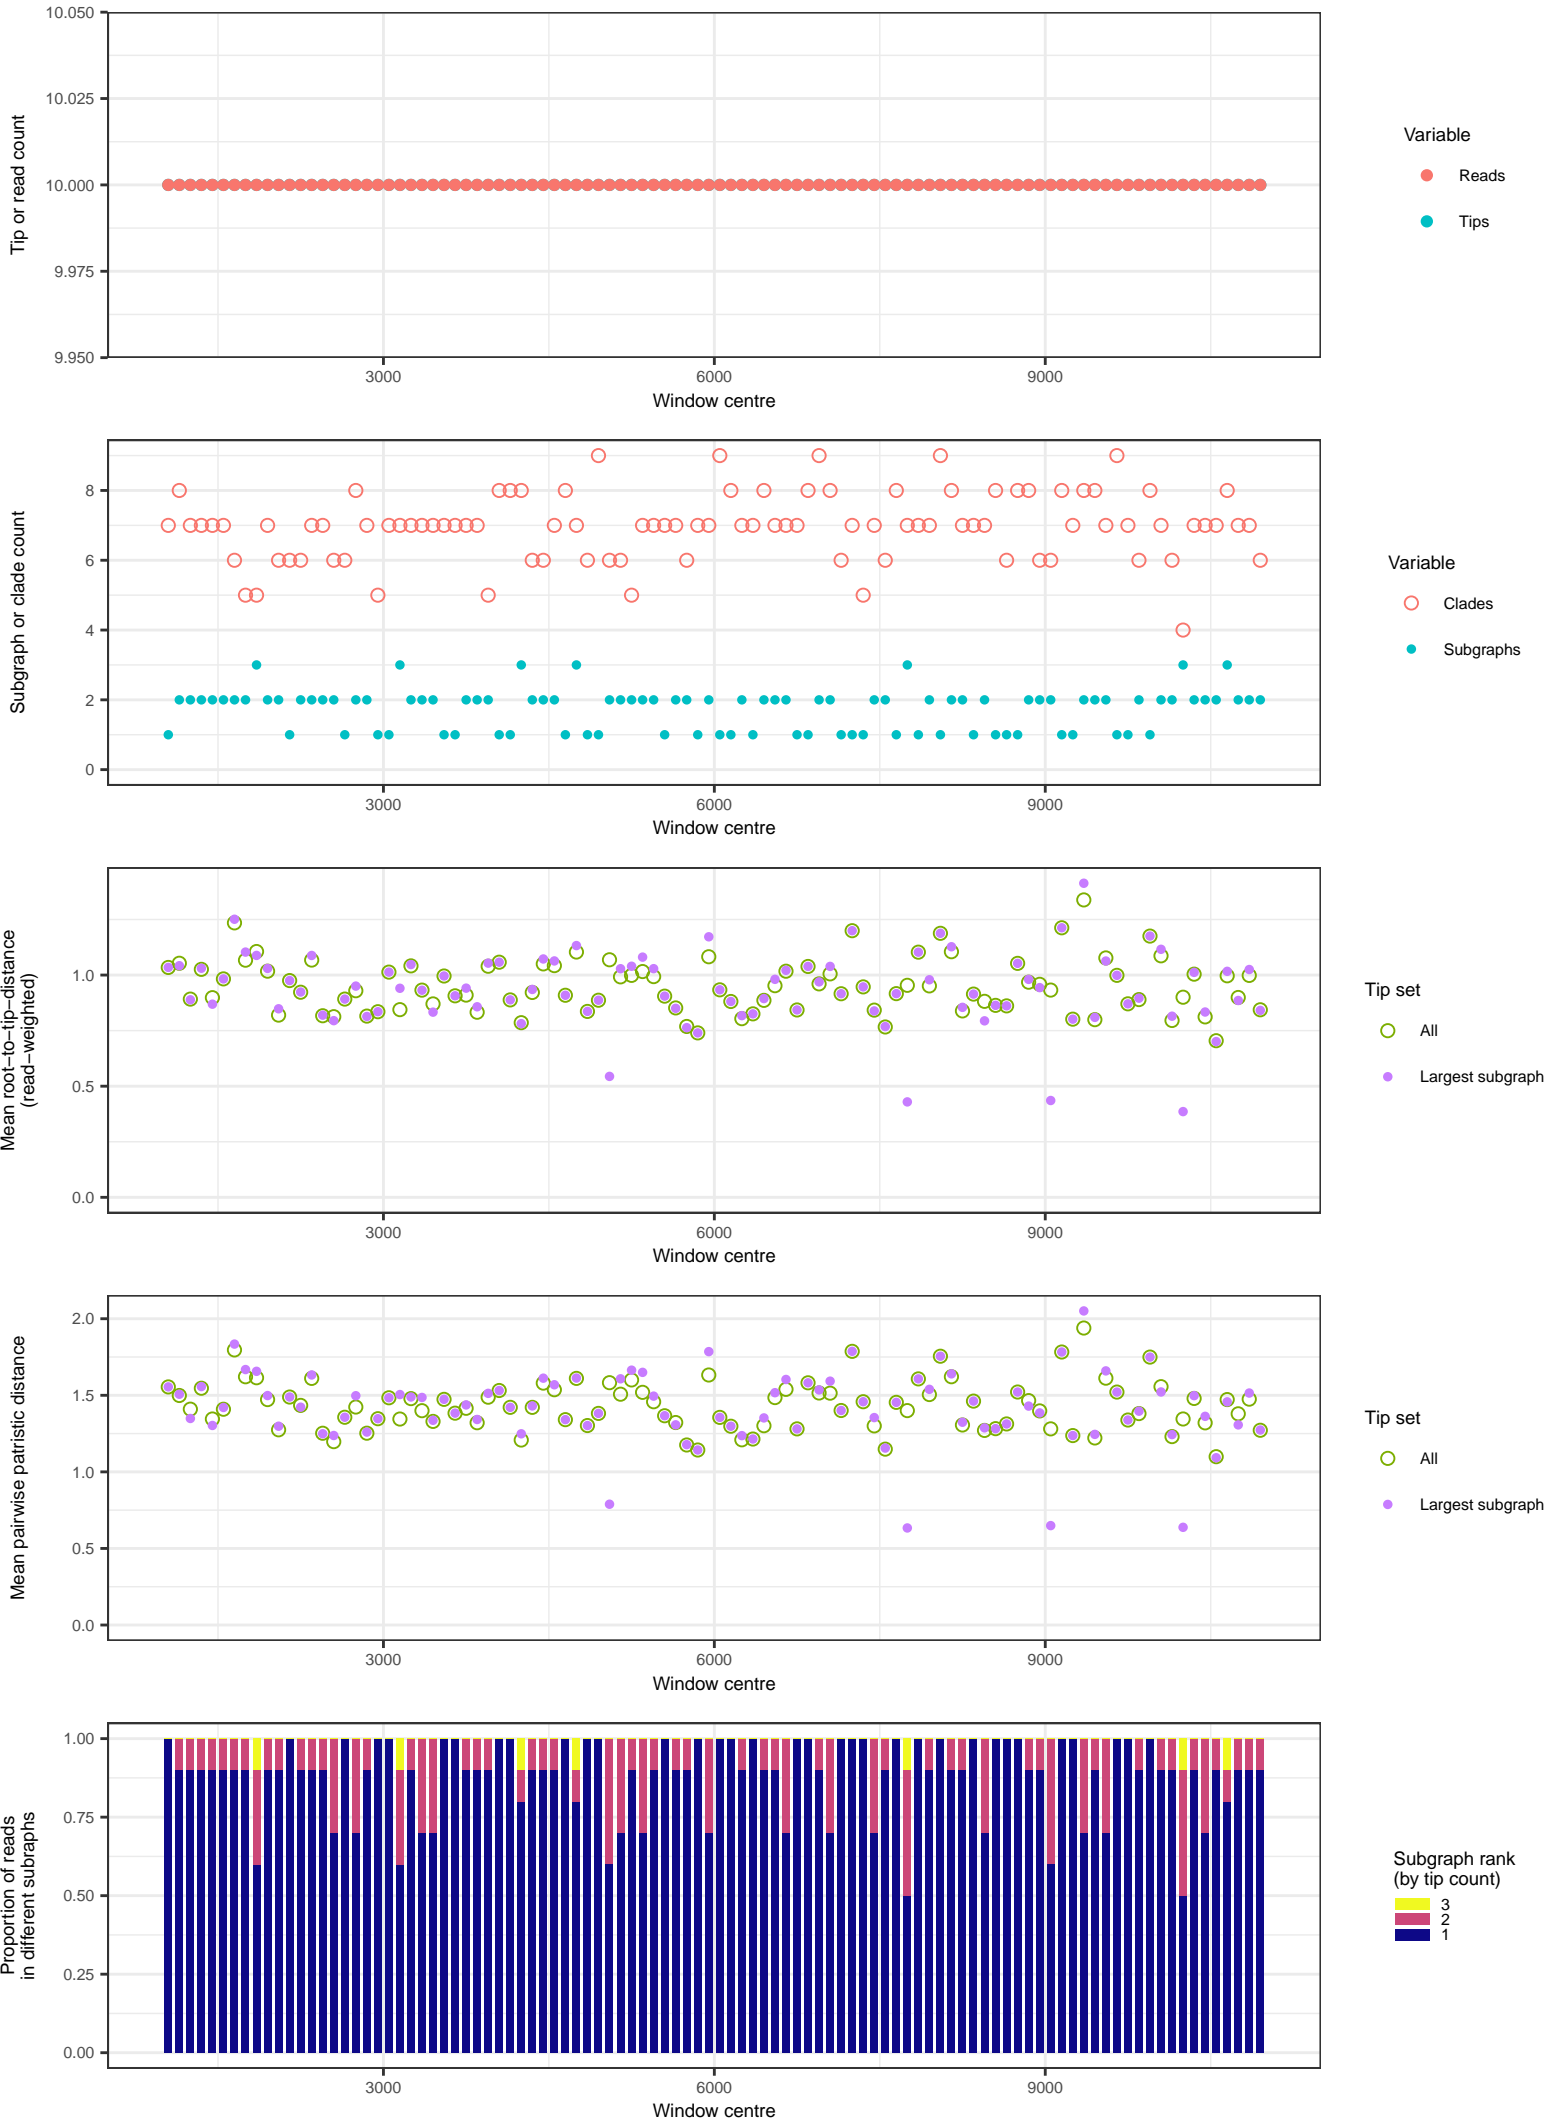 10.050
10.025
10.000
9.975
9.950
Tip or read count
3000
6000
9000
Window centre
Variable
Reads
Tips
8
6
4
2
0
Subgraph or clade count
3000
6000
9000
Window centre
Variable
Clades
Subgraphs
1.0
0.5
0.0
Mean root−to−tip−distance
(read−weighted)
3000
6000
9000
Window centre
Tip set
All
Largest subgraph
2.0
1.5
1.0
0.5
0.0
Mean pairwise patristic distance
3000
6000
9000
Window centre
Tip set
All
Largest subgraph
1.00
0.75
0.50
0.25
0.00
Proportion of reads
in different subraphs
3000
6000
9000
Window centre
Subgraph rank
(by tip count)
3
2
1